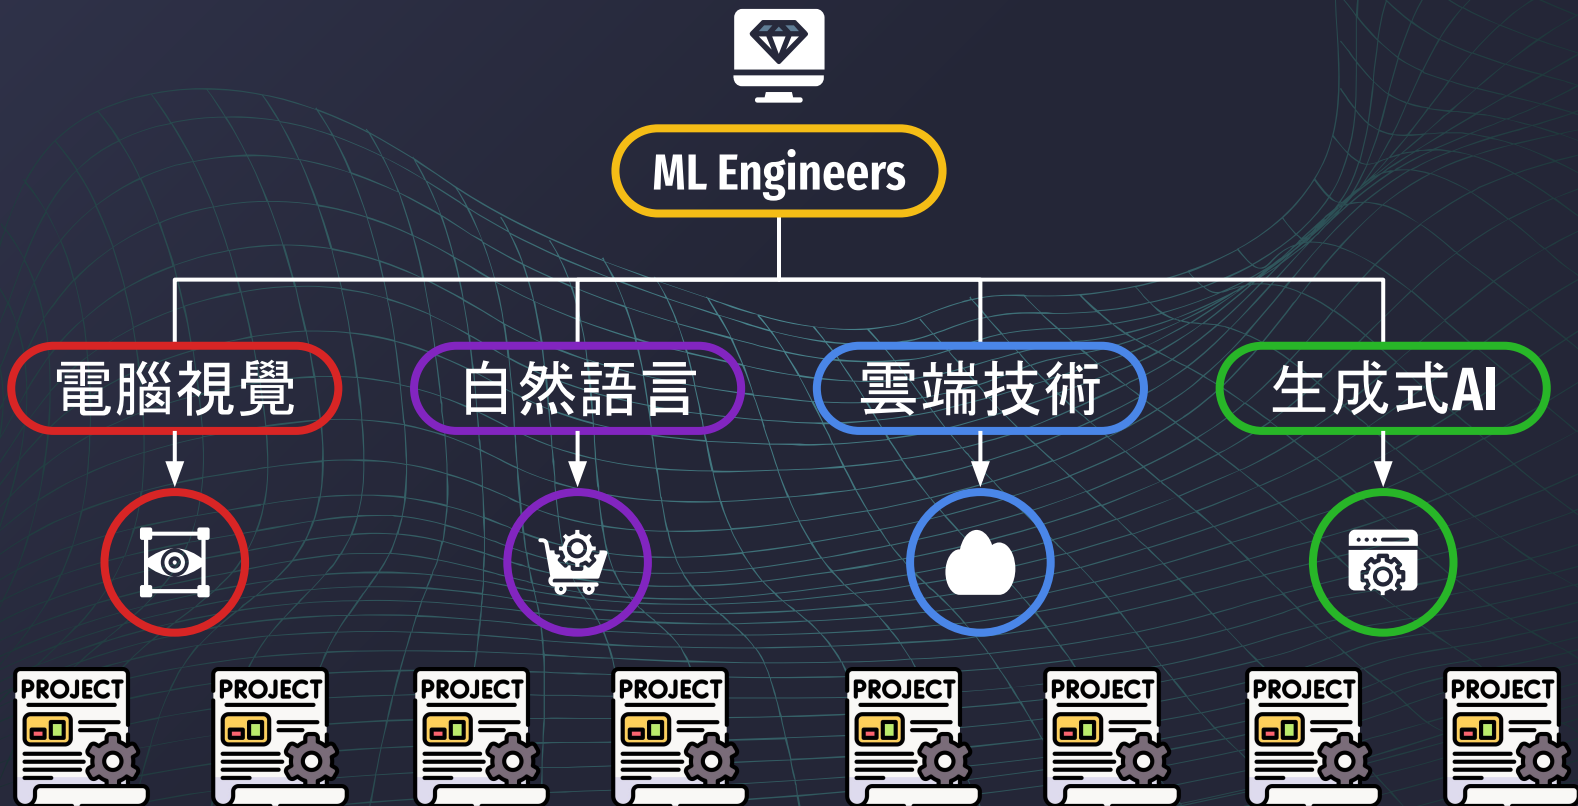 ML Engineers
電腦視覺
自然語言
雲端技術
生成式AI
PROJECT
PROJECT
PROJECT
PROJECT
PROJECT
PROJECT
PROJECT
PROJECT